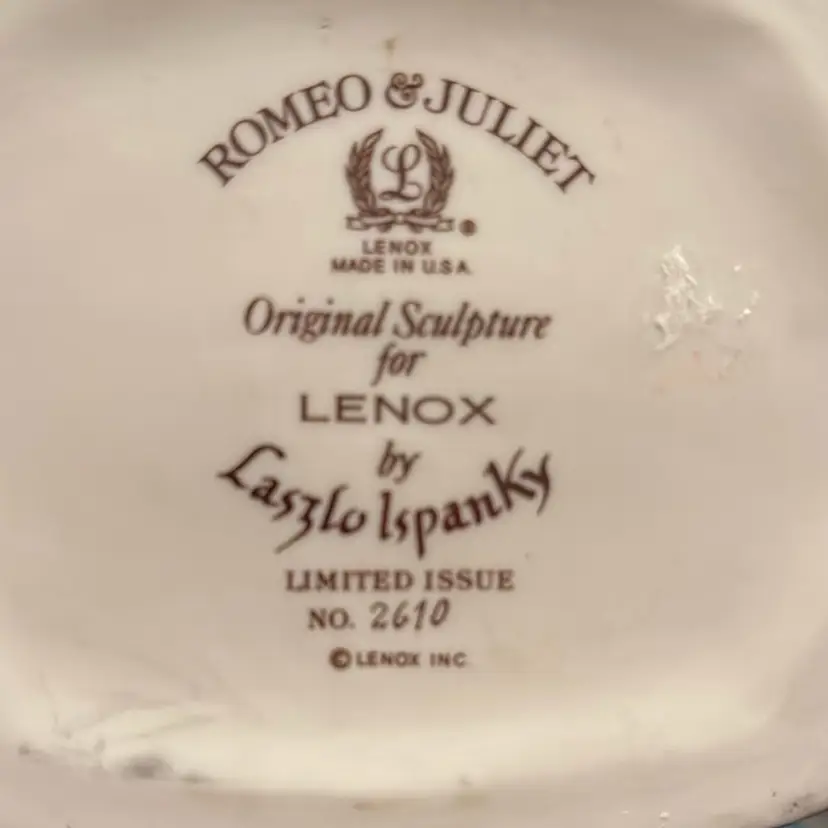 ROMEO & JULIET
L
®
LENOX
MADE IN U.S.A.
Original Sculpture
for
LENOX
by
Laszlo Ispanky
LIMITED ISSUE
NO. 2610
© LENOX INC.